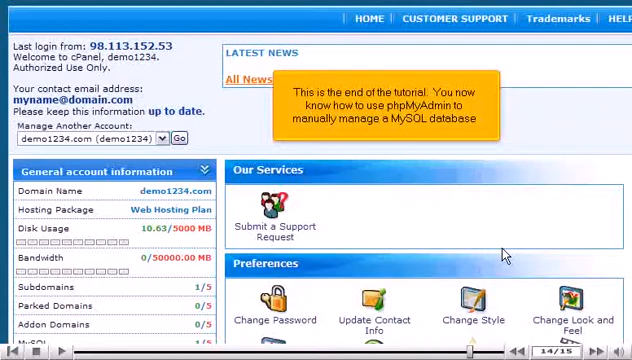 HOME CUSTOMER SUPPORT Trademarks HELP
Last login from: 98.113.152.53
Welcome to cPanel, demo1234.
Authorized Use Only.
Your contact email address:
myname@domain.com
Please keep this information up to date.
Manage Another Account:
demo1234.com (demo1234) Go
LATEST NEWS
All News
This is the end of the tutorial. You now
know how to use phpMyAdmin to
manually manage a MySQL database
General account information
Domain Name demo1234.com
Hosting Package Web Hosting Plan
Disk Usage 10.63/5000 MB
Bandwidth 0/50000.00 MB
Subdomains 1/5
Parked Domains 0/5
Addon Domains 0/5
MySQL
Our Services
Submit a Support
Request
Preferences
Change Password
Update Contact
Info
Change Style
Change Look and
Feel
14/15